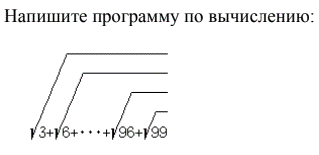 Напишите программу по вычислению:
√3+√6+···+√96+√99